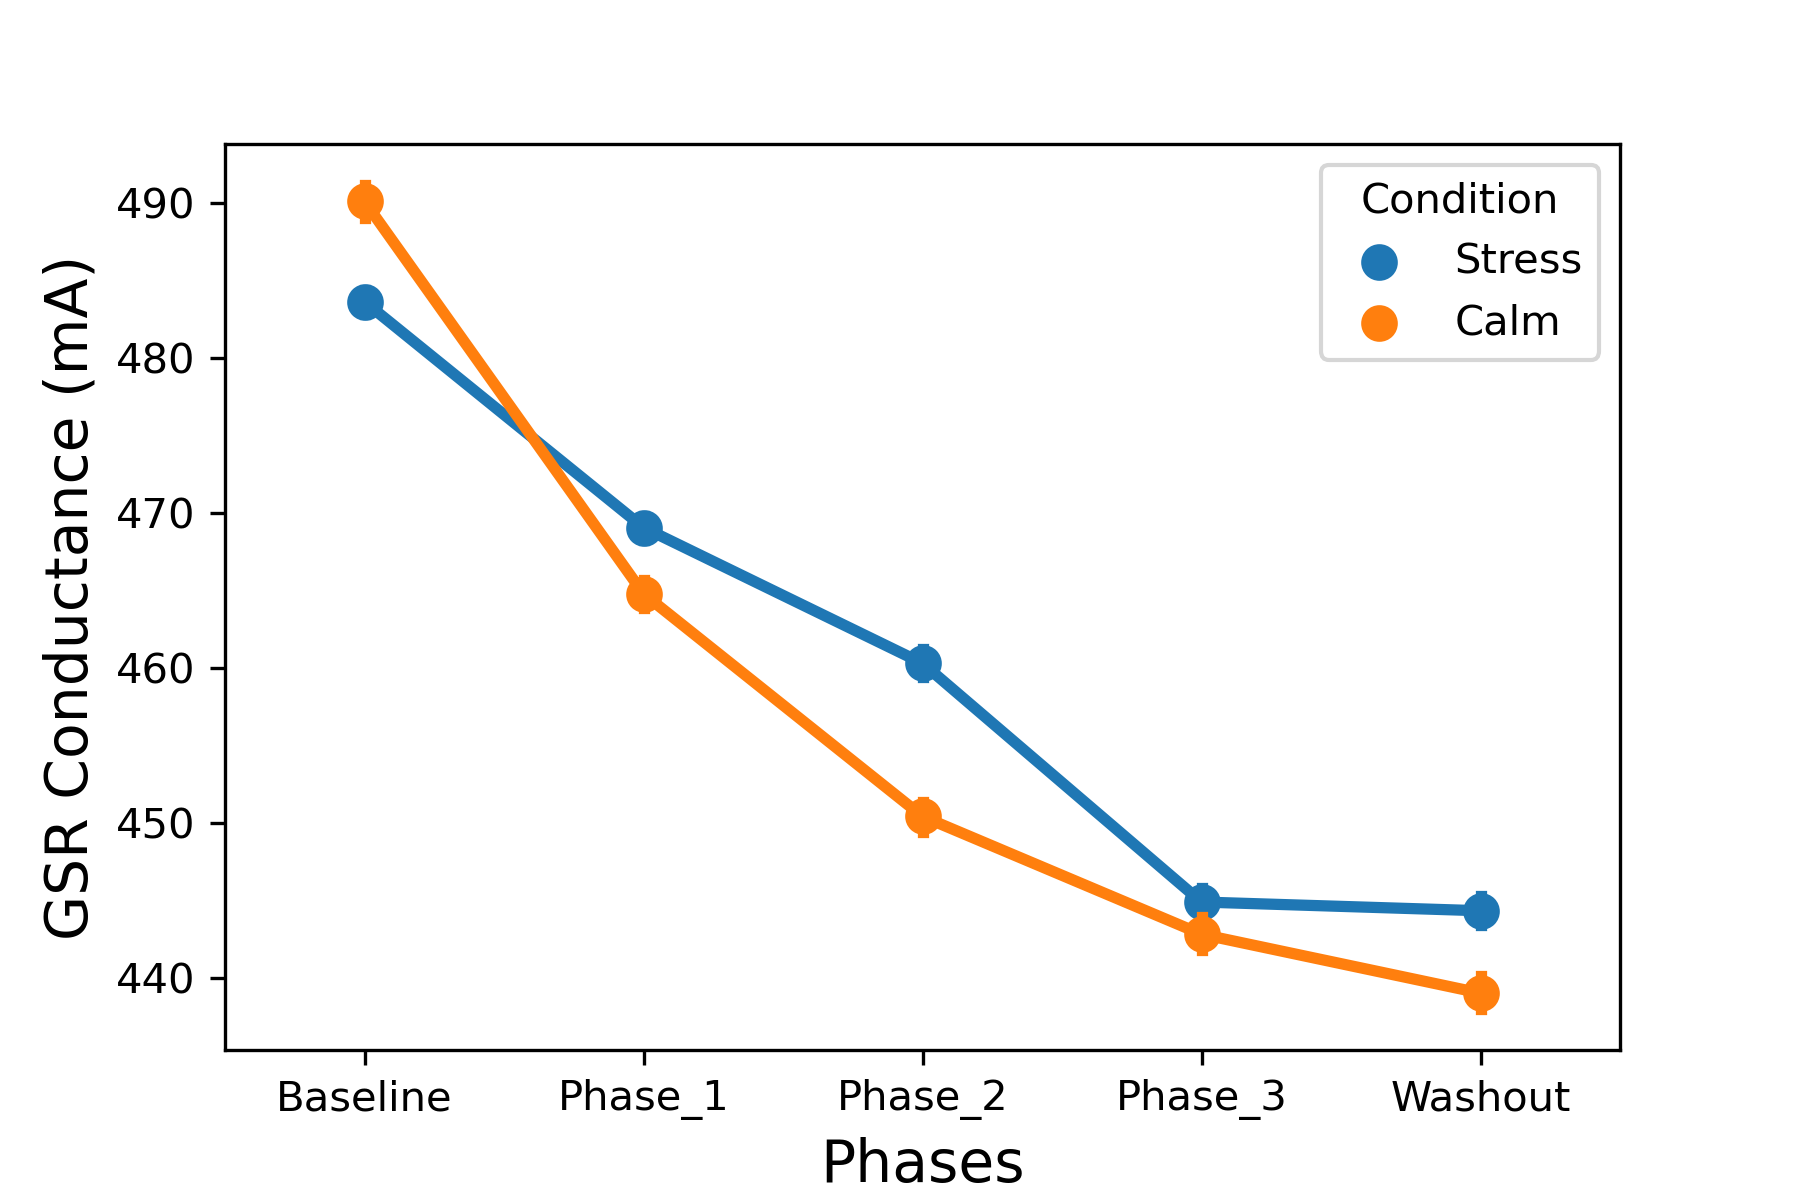 GSR Conductance (mA)
490
480
470
460
450
440
Condition
Stress
Calm
Baseline
Phase_1
Phase_2
Phase_3
Washout
Phases